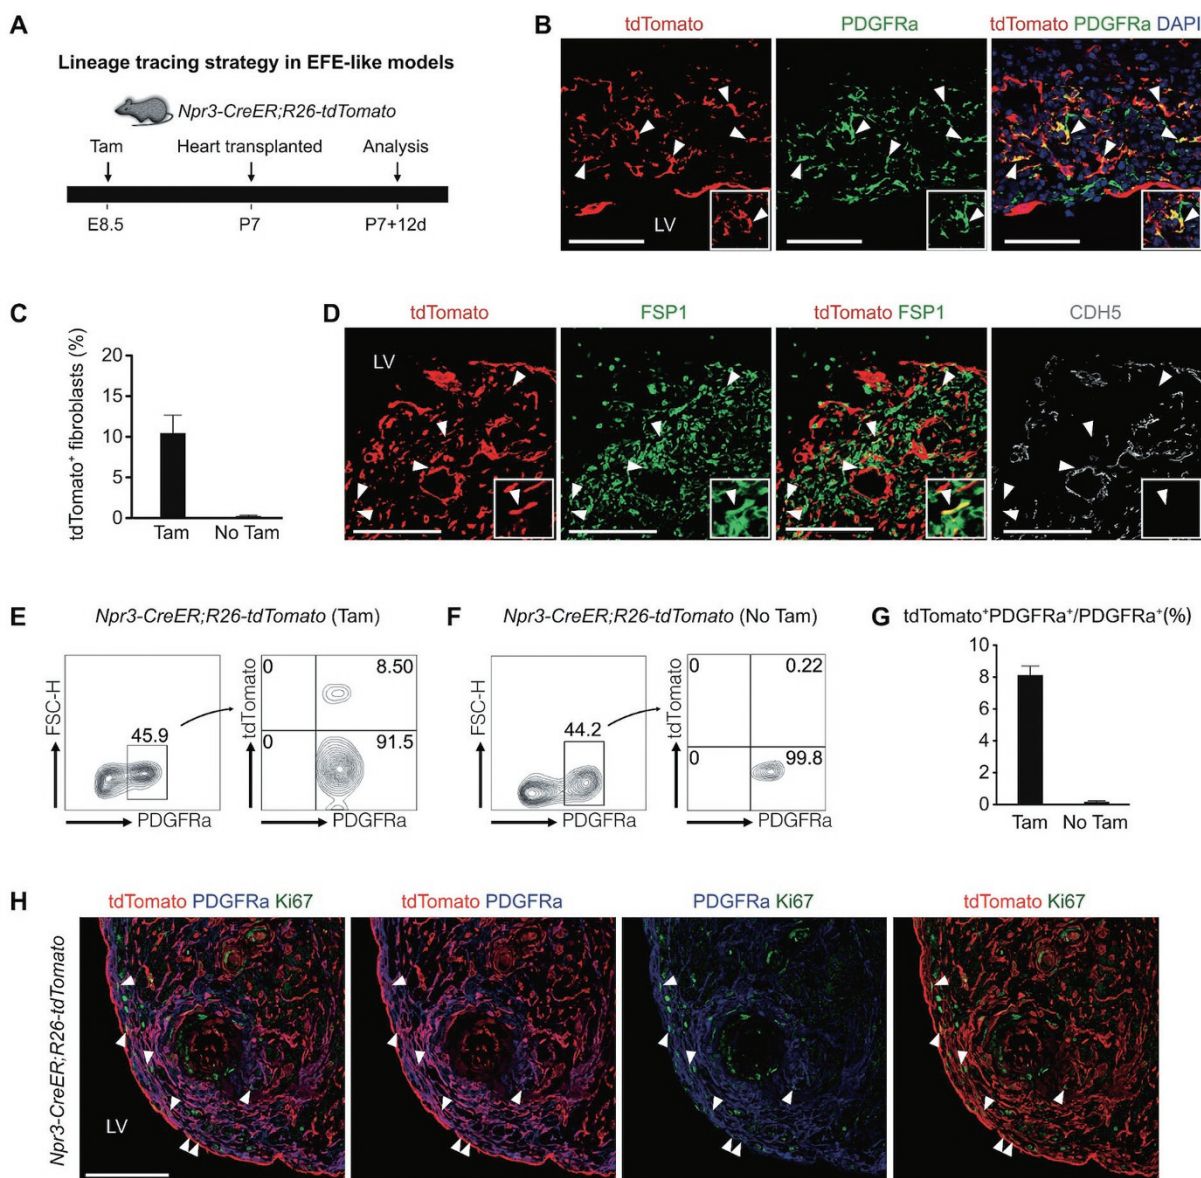 A
Lineage tracing strategy in EFE-like models
Npr3-CreER;R26-tdTomato
Tam Heart transplanted Analysis
E8.5 P7 P7+12d
B
tdTomato PDGFRa tdTomato PDGFRa DAPI
LV
C
tdTomato+ fibroblasts (%)
20
15
10
5
0
Tam No Tam
D
tdTomato FSP1 tdTomato FSP1 CDH5
LV
E
Npr3-CreER;R26-tdTomato (Tam)
FSC-H
45.9
PDGFRa
tdTomato
0 8.50
0 91.5
PDGFRa
F
Npr3-CreER;R26-tdTomato (No Tam)
FSC-H
44.2
PDGFRa
tdTomato
0 0.22
0 99.8
PDGFRa
G
tdTomato+PDGFRa+/PDGFRa+(%)
10
8
6
4
2
0
Tam No Tam
H
tdTomato PDGFRa Ki67 tdTomato PDGFRa PDGFRa Ki67 tdTomato Ki67
Npr3-CreER;R26-tdTomato
LV